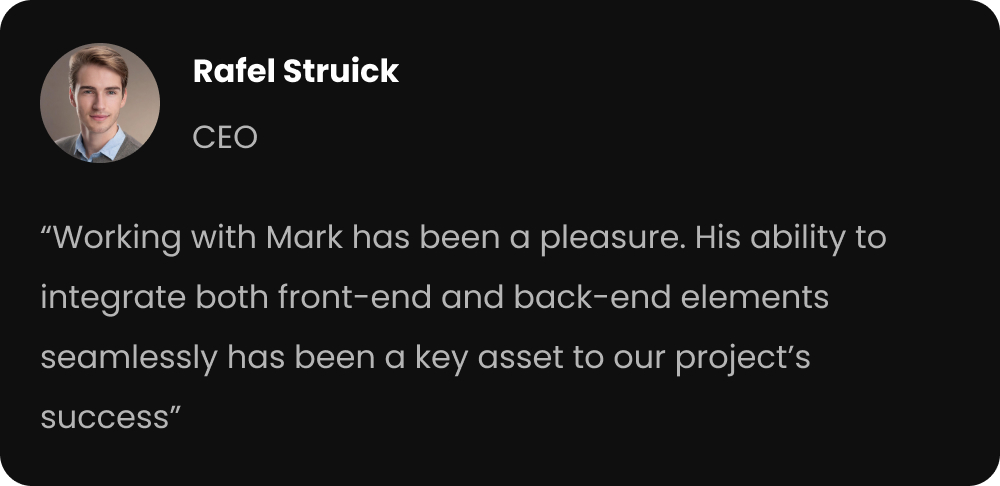 Rafel Struick
CEO
“Working with Mark has been a pleasure. His ability to
integrate both front-end and back-end elements
seamlessly has been a key asset to our project’s
success”